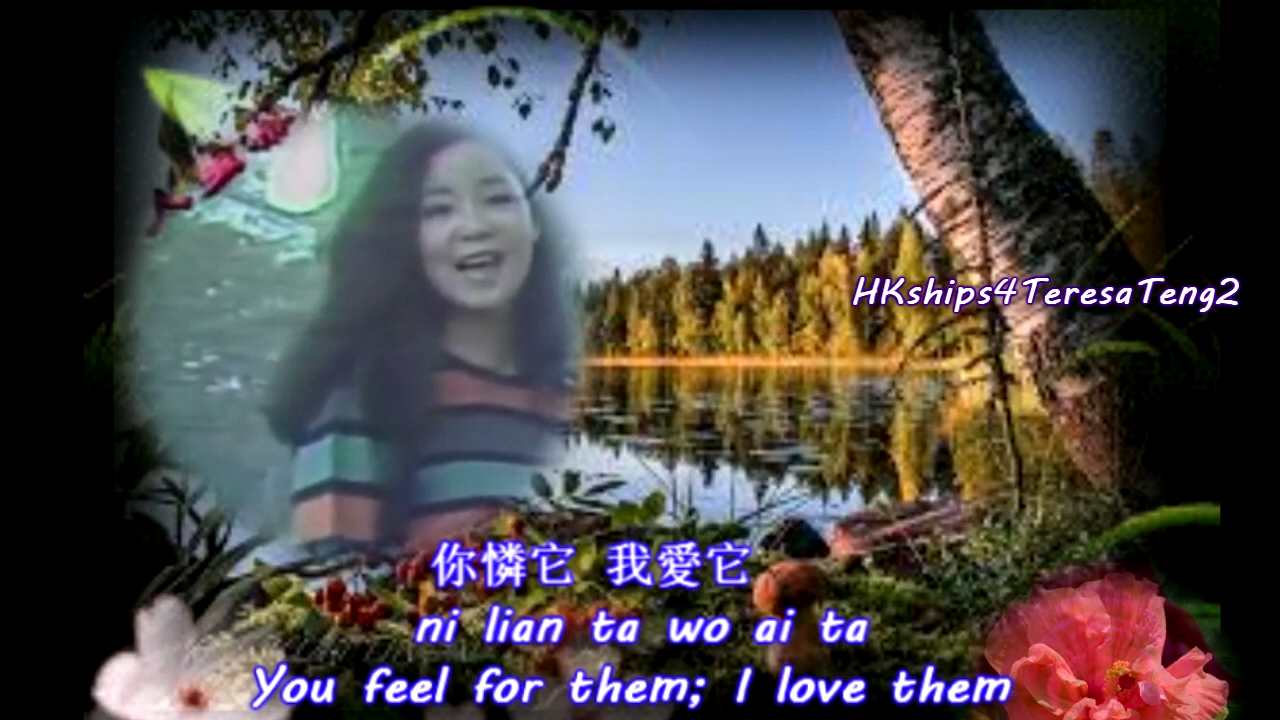 HKships4TeresaTeng2
你憐它 我愛它
ni lian ta wo ai ta
You feel for them; I love them